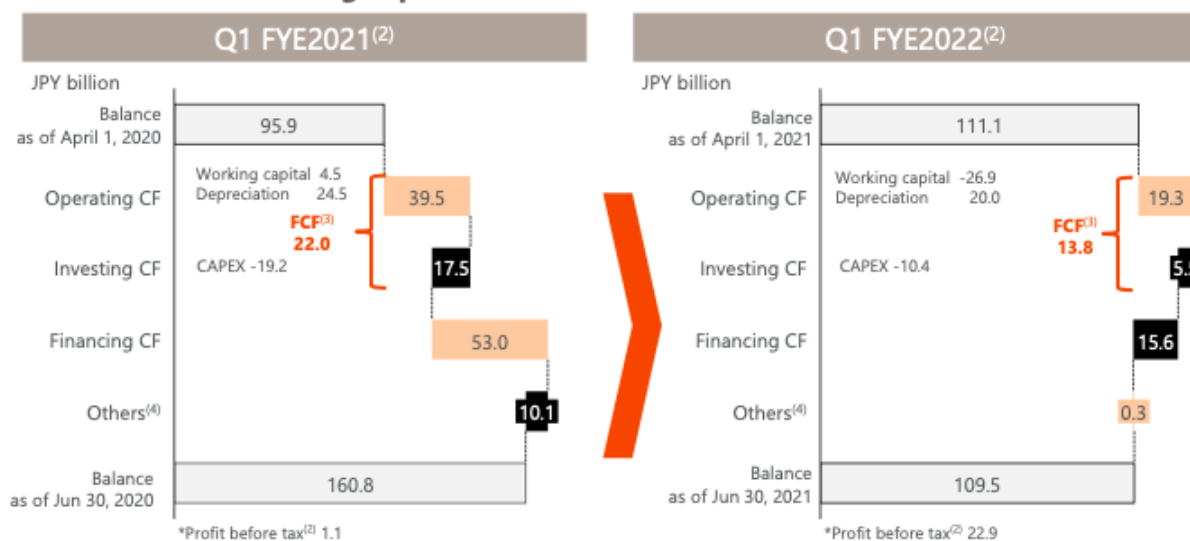 Q1 FYE2021(2)
JPY billion
Balance
as of April 1, 2020
95.9
Operating CF
Working capital 4.5
Depreciation 24.5
39.5
FCF(3)
22.0
Investing CF
CAPEX -19.2
17.5
Financing CF
53.0
Others(4)
10.1
Balance
as of Jun 30, 2020
160.8
*Profit before tax(2) 1.1
Q1 FYE2022(2)
JPY billion
Balance
as of April 1, 2021
111.1
Operating CF
Working capital -26.9
Depreciation 20.0
19.3
FCF(3)
13.8
Investing CF
CAPEX -10.4
Financing CF
15.6
Others(4)
0.3
Balance
as of Jun 30, 2021
109.5
*Profit before tax(2) 22.9